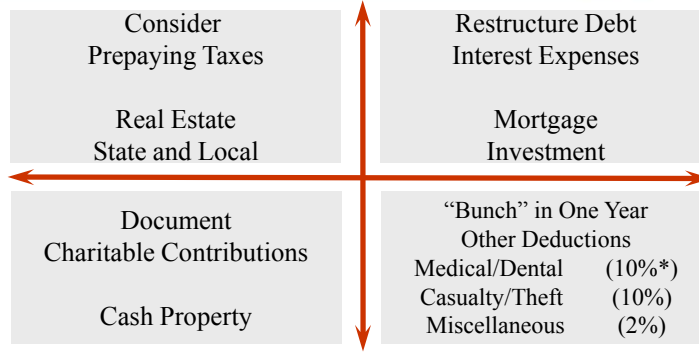 Consider
Prepaying Taxes
Real Estate
State and Local
Restructure Debt
Interest Expenses
Mortgage
Investment
Document
Charitable Contributions
Cash Property
“Bunch” in One Year
Other Deductions
Medical/Dental (10%*)
Casualty/Theft (10%)
Miscellaneous (2%)